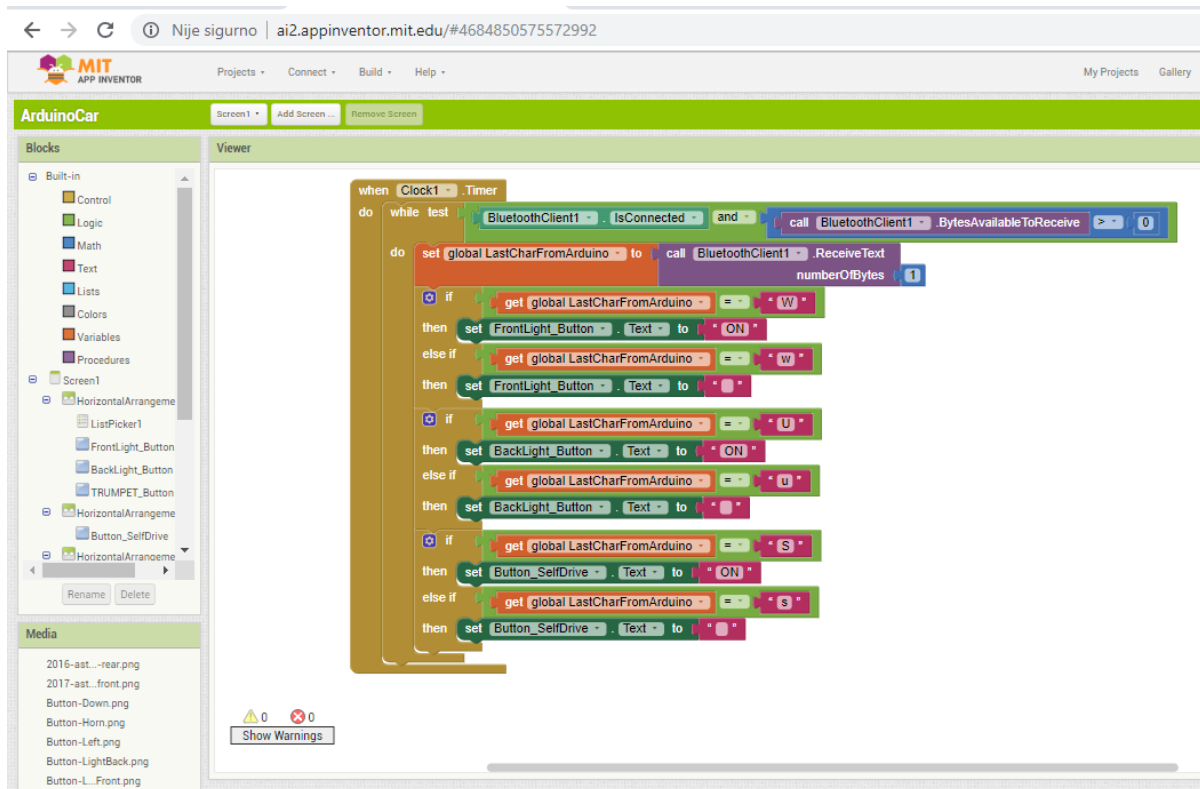 Nije sigurno | ai2.appinventor.mit.edu/#4684850575572992
MIT
APP INVENTOR
Projects Connect Build Help My Projects Gallery
ArduinoCar Screen1 Add Screen ... Remove Screen
Blocks
Built-in
Control
Logic
Math
Text
Lists
Colors
Variables
Procedures
Screen1
HorizontalArrangeme
ListPicker1
FrontLight_Button
BackLight_Button
TRUMPET_Button
HorizontalArrangeme
Button_SelfDrive
HorizontalArrangeme
Rename Delete
Media
2016-ast...-rear.png
2017-ast...front.png
Button-Down.png
Button-Horn.png
Button-Left.png
Button-LightBack.png
Button-L...Front.png
Viewer
when Clock1 .Timer
do while test BluetoothClient1 . IsConnected and call BluetoothClient1 .BytesAvailableToReceive > 0
do set global LastCharFromArduino to call BluetoothClient1 .ReceiveText
numberOfBytes 1
if get global LastCharFromArduino = " W "
then set FrontLight_Button . Text to " ON "
else if get global LastCharFromArduino = " w "
then set FrontLight_Button . Text to " "
if get global LastCharFromArduino = " U "
then set BackLight_Button . Text to " ON "
else if get global LastCharFromArduino = " u "
then set BackLight_Button . Text to " "
if get global LastCharFromArduino = " S "
then set Button_SelfDrive . Text to " ON "
else if get global LastCharFromArduino = " s "
then set Button_SelfDrive . Text to " "
0 0
Show Warnings